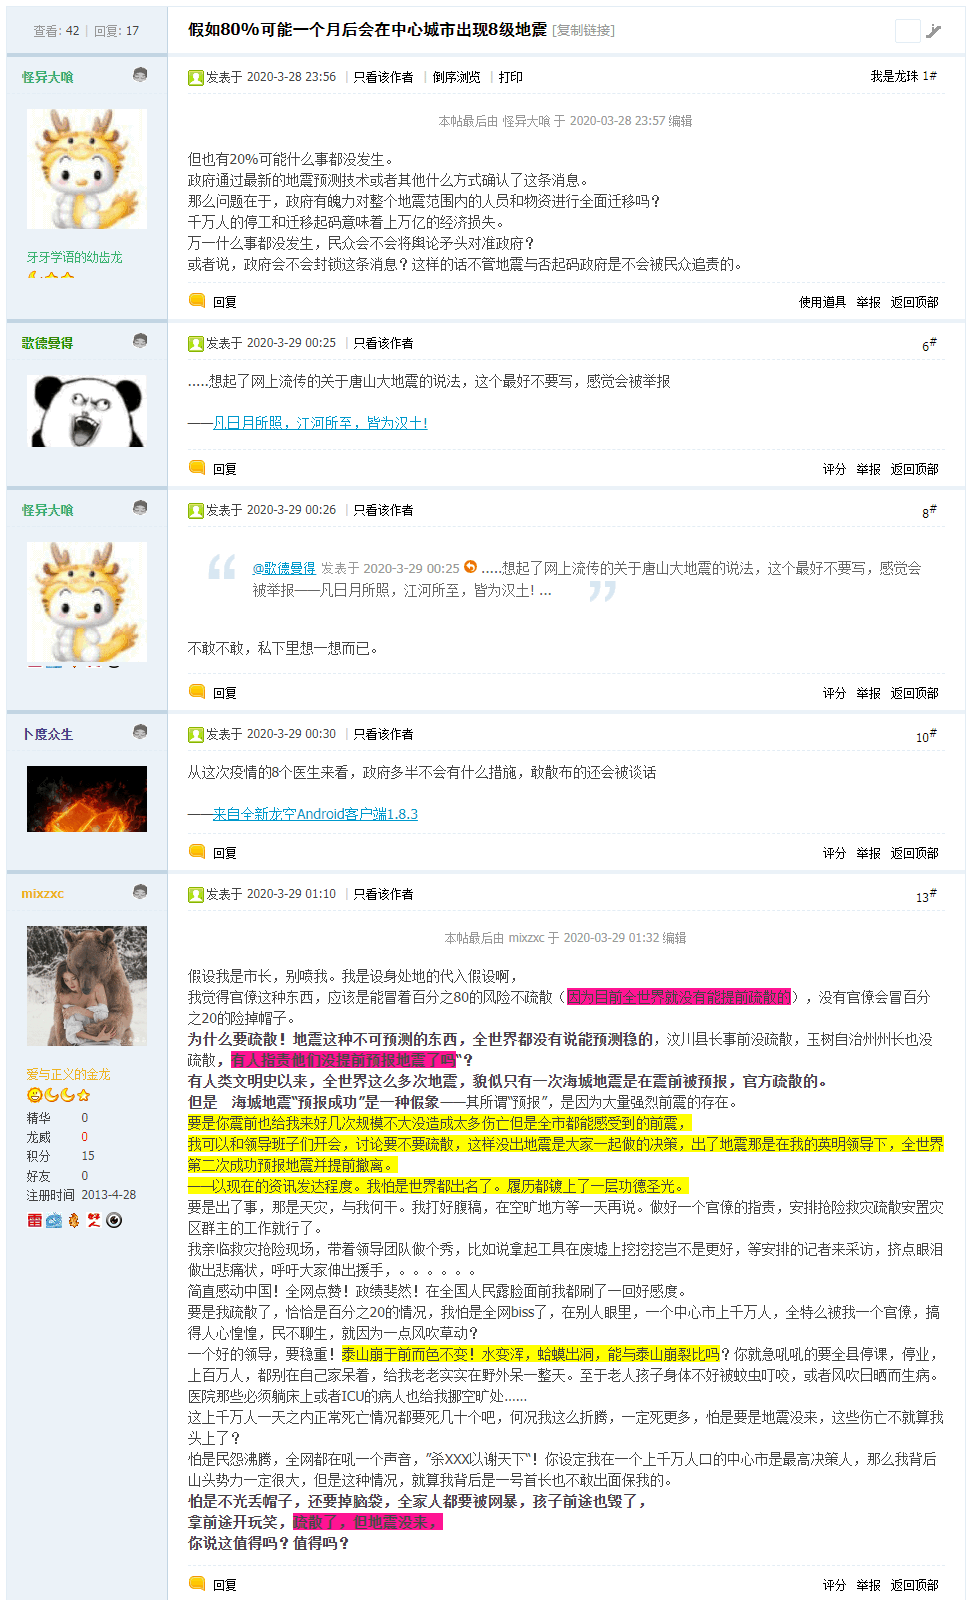 查看: 42 | 回复: 17
假如80%可能一个月后会在中心城市出现8级地震 [复制链接]
怪异大喰
发表于 2020-3-28 23:56 | 只看该作者 | 倒序浏览 | 打印
我是龙珠 1#
本帖最后由 怪异大喰 于 2020-03-28 23:57 编辑
但也有20%可能什么事都没发生。
政府通过最新的地震预测技术或者其他什么方式确认了这条消息。
那么问题在于，政府有魄力对整个地震范围内的人员和物资进行全面迁移吗？
千万人的停工和迁移起码意味着上万亿的经济损失。
万一什么事都没发生，民众会不会将舆论矛头对准政府？
或者说，政府会不会封锁这条消息？这样的话不管地震与否起码政府是不会被民众追责的。
牙牙学语的幼齿龙
回复
使用道具 举报 返回顶部
歌德曼得
发表于 2020-3-29 00:25 | 只看该作者
6#
.....想起了网上流传的关于唐山大地震的说法，这个最好不要写，感觉会被举报
——凡日月所照，江河所至，皆为汉土!
回复
评分 举报 返回顶部
怪异大喰
发表于 2020-3-29 00:26 | 只看该作者
8#
“ @歌德曼得 发表于 2020-3-29 00:25 .....想起了网上流传的关于唐山大地震的说法，这个最好不要写，感觉会
被举报——凡日月所照，江河所至，皆为汉土! ... ”
不敢不敢，私下里想一想而已。
回复
评分 举报 返回顶部
卜度众生
发表于 2020-3-29 00:30 | 只看该作者
10#
从这次疫情的8个医生来看，政府多半不会有什么措施，敢散布的还会被谈话
——来自全新龙空Android客户端1.8.3
回复
评分 举报 返回顶部
mixzxc
发表于 2020-3-29 01:10 | 只看该作者
13#
本帖最后由 mixzxc 于 2020-03-29 01:32 编辑
爱与正义的金龙
精华 0
龙威 0
积分 15
好友 0
注册时间 2013-4-28
假设我是市长，别喷我。我是设身处地的代入假设啊，
我觉得官僚这种东西，应该是能冒着百分之80的风险不疏散（因为目前全世界就没有能提前疏散的），没有官僚会冒百分
之20的险掉帽子。
为什么要疏散！地震这种不可预测的东西，全世界都没有说能预测稳的，汶川县长事前没疏散，玉树自治州州长也没
疏散，有人指责他们没提前预报地震了吗“？
有人类文明史以来，全世界这么多次地震，貌似只有一次海城地震是在震前被预报，官方疏散的。
但是　海城地震“预报成功”是一种假象——其所谓“预报”，是因为大量强烈前震的存在。
要是你震前也给我来好几次规模不大没造成太多伤亡但是全市都能感受到的前震，
我可以和领导班子们开会，讨论要不要疏散，这样没出地震是大家一起做的决策，出了地震那是在我的英明领导下，全世界
第二次成功预报地震并提前撤离。
——以现在的资讯发达程度。我怕是世界都出名了。履历都镀上了一层功德圣光。
要是出了事，那是天灾，与我何干。我打好腹稿，在空旷地方等一天再说。做好一个官僚的指责，安排抢险救灾疏散安置灾
区群主的工作就行了。
我亲临救灾抢险现场，带着领导团队做个秀，比如说拿起工具在废墟上挖挖挖岂不是更好，等安排的记者来采访，挤点眼泪
做出悲痛状，呼吁大家伸出援手，。。。。。。
简直感动中国！全网点赞！政绩斐然！在全国人民露脸面前我都刷了一回好感度。
要是我疏散了，恰恰是百分之20的情况，我怕是全网biss了，在别人眼里，一个中心市上千万人，全特么被我一个官僚，搞
得人心惶惶，民不聊生，就因为一点风吹草动？
一个好的领导，要稳重！泰山崩于前而色不变！水变浑，蛤蟆出洞，能与泰山崩裂比吗？你就急吼吼的要全县停课，停业，
上百万人，都别在自己家呆着，给我老老实实在野外呆一整天。至于老人孩子身体不好被蚊虫叮咬，或者风吹日晒而生病。
医院那些必须躺床上或者ICU的病人也给我挪空旷处......
这上千万人一天之内正常死亡情况都要死几十个吧，何况我这么折腾，一定死更多，怕是要是地震没来，这些伤亡不就算我
头上了？
怕是民怨沸腾，全网都在吼一个声音，”杀XXX以谢天下“！你设定我在一个上千万人口的中心市是最高决策人，那么我背后
山头势力一定很大，但是这种情况，就算我背后是一号首长也不敢出面保我的。
怕是不光丢帽子，还要掉脑袋，全家人都要被网暴，孩子前途也毁了，
拿前途开玩笑，疏散了，但地震没来，
你说这值得吗？值得吗？
回复
评分 举报 返回顶部